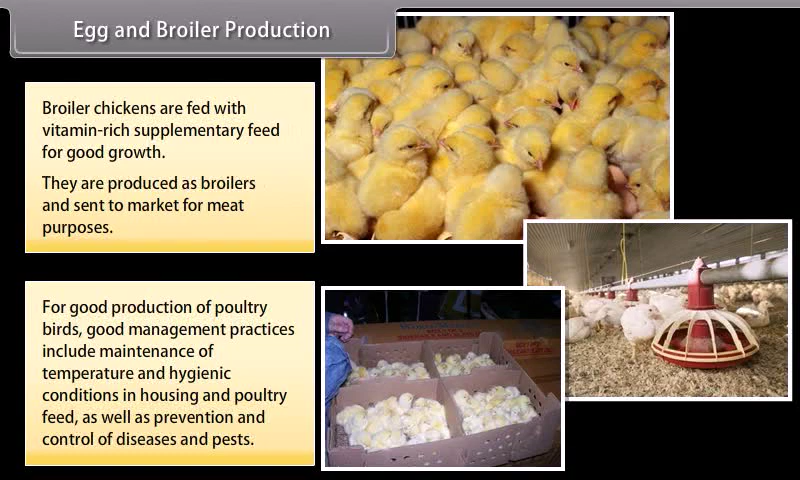 Egg and Broiler Production
Broiler chickens are fed with
vitamin-rich supplementary feed
for good growth.
They are produced as broilers
and sent to market for meat
purposes.
For good production of poultry
birds, good management practices
include maintenance of
temperature and hygienic
conditions in housing and poultry
feed, as well as prevention and
control of diseases and pests.